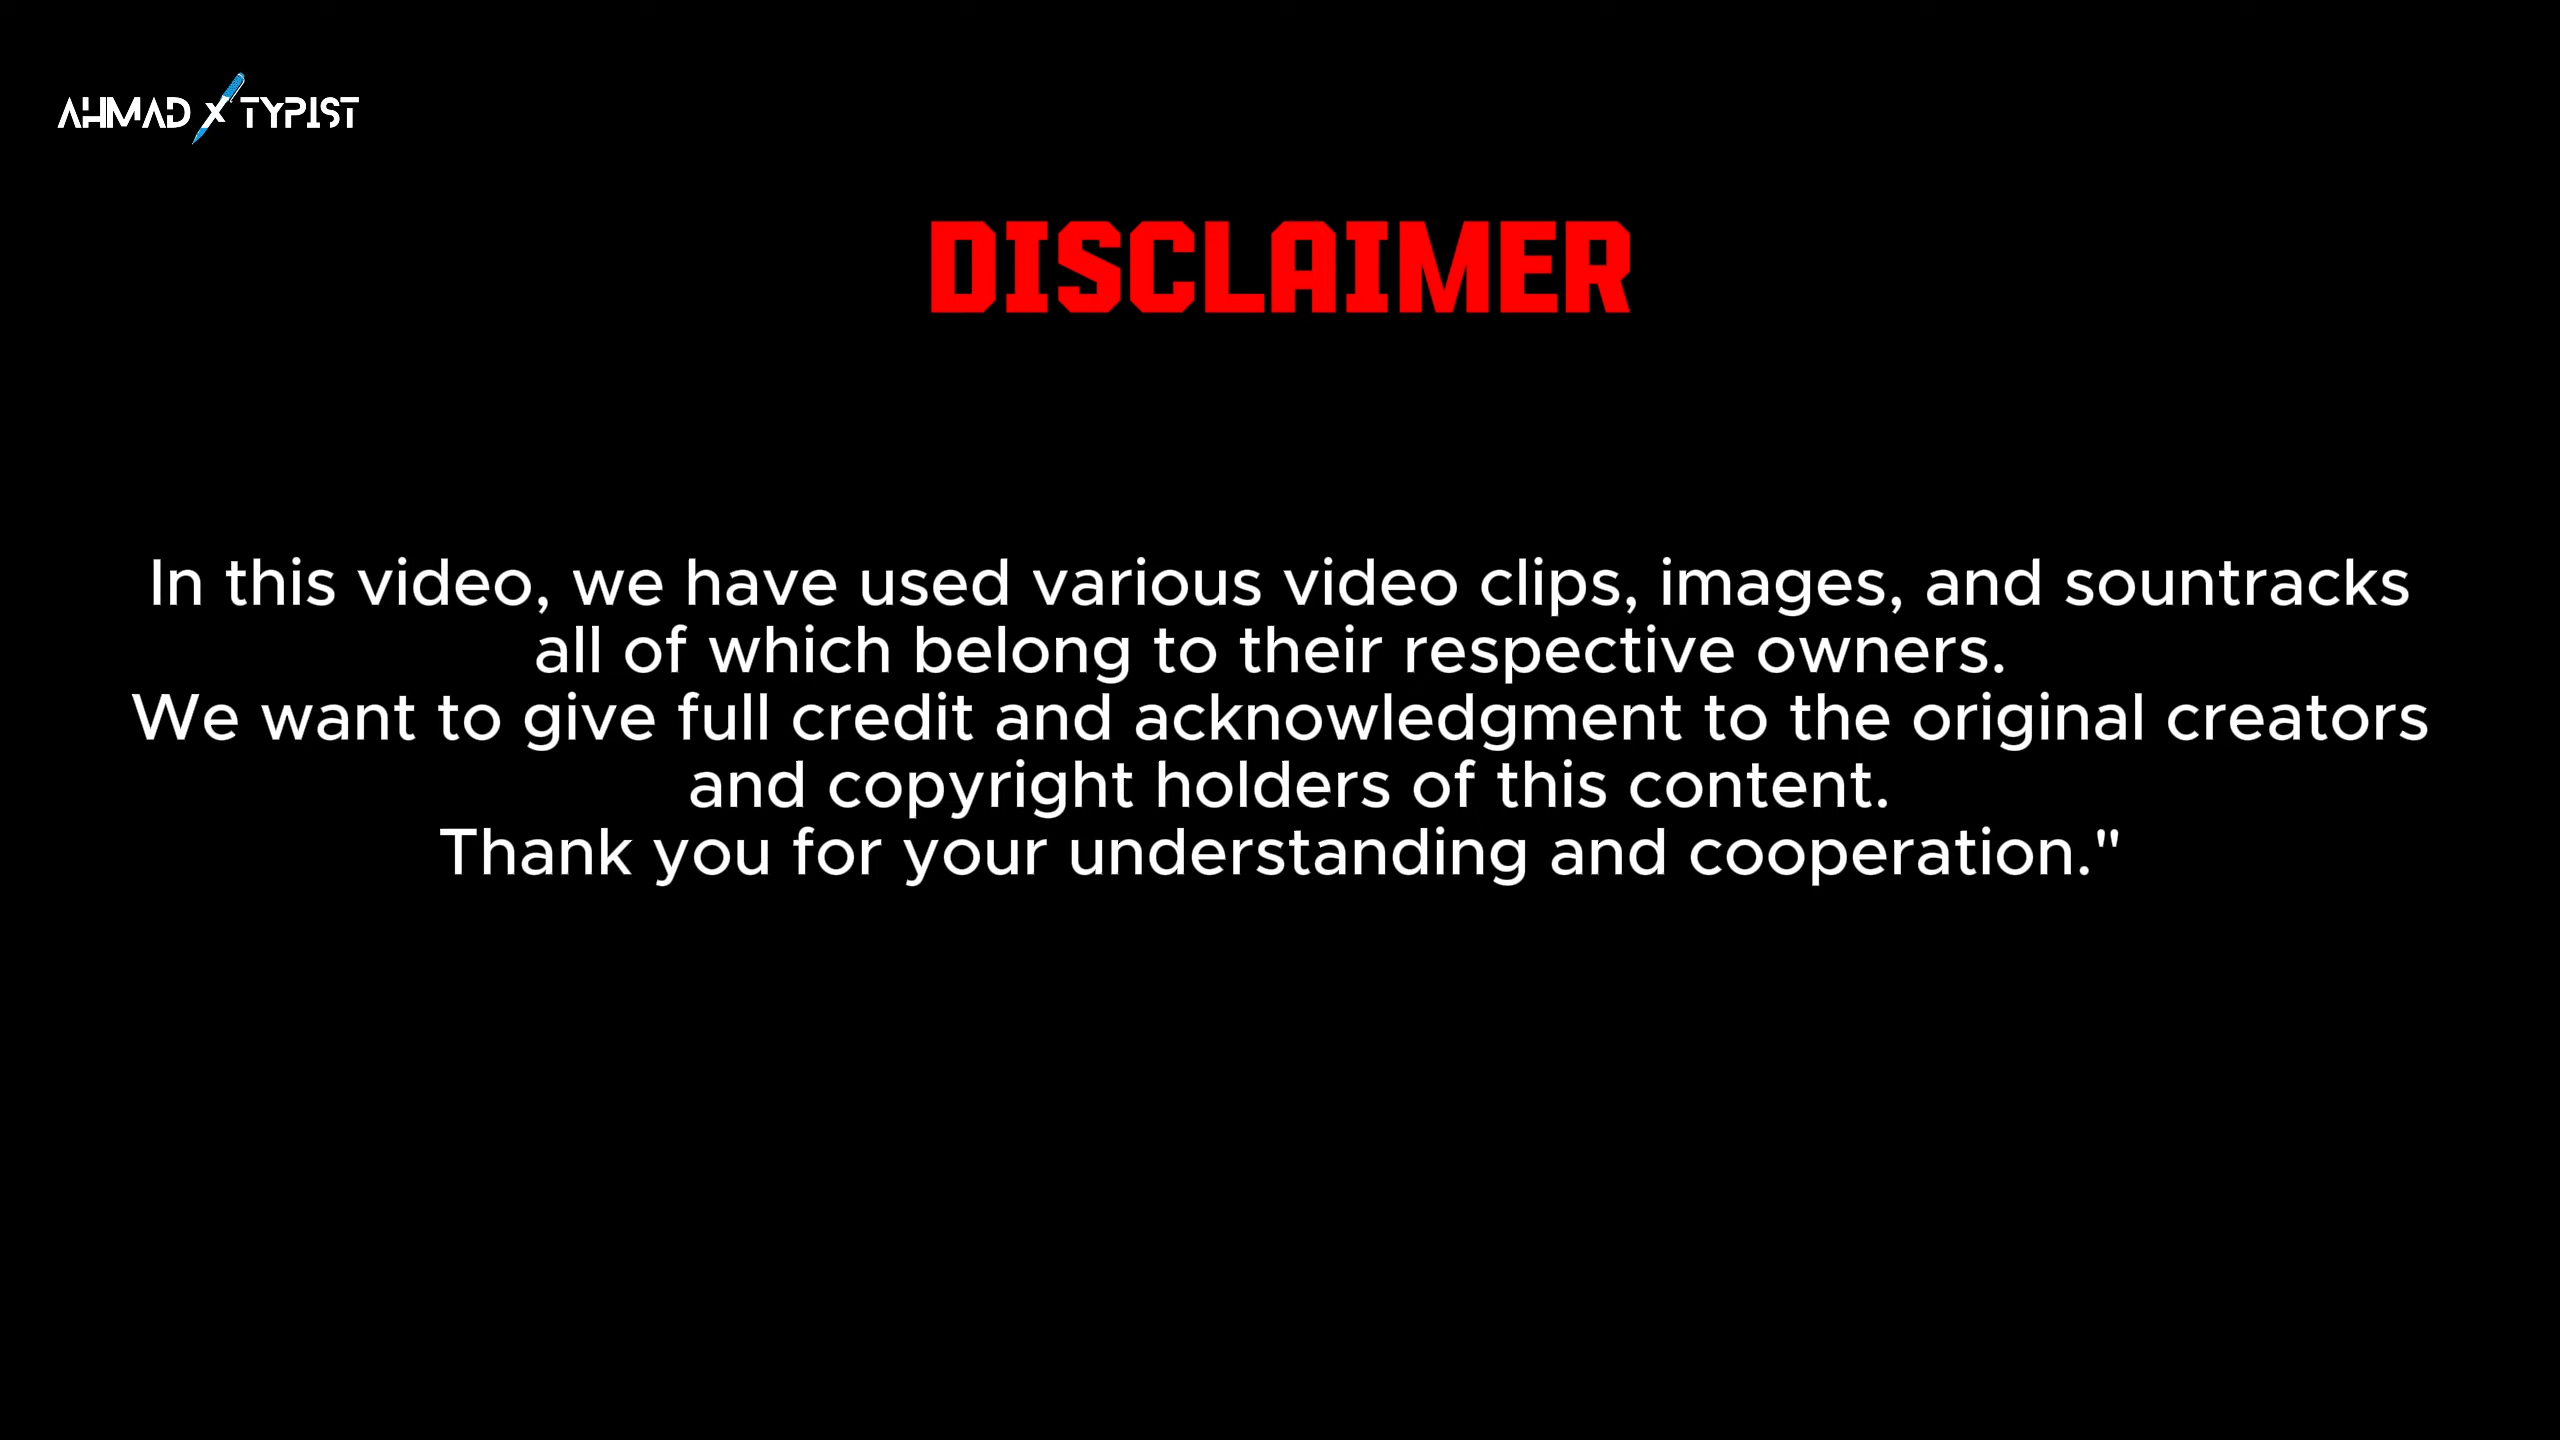 AHMAD X TYPIST
DISCLAIMER
In this video, we have used various video clips, images, and sountracks
all of which belong to their respective owners.
We want to give full credit and acknowledgment to the original creators
and copyright holders of this content.
Thank you for your understanding and cooperation."